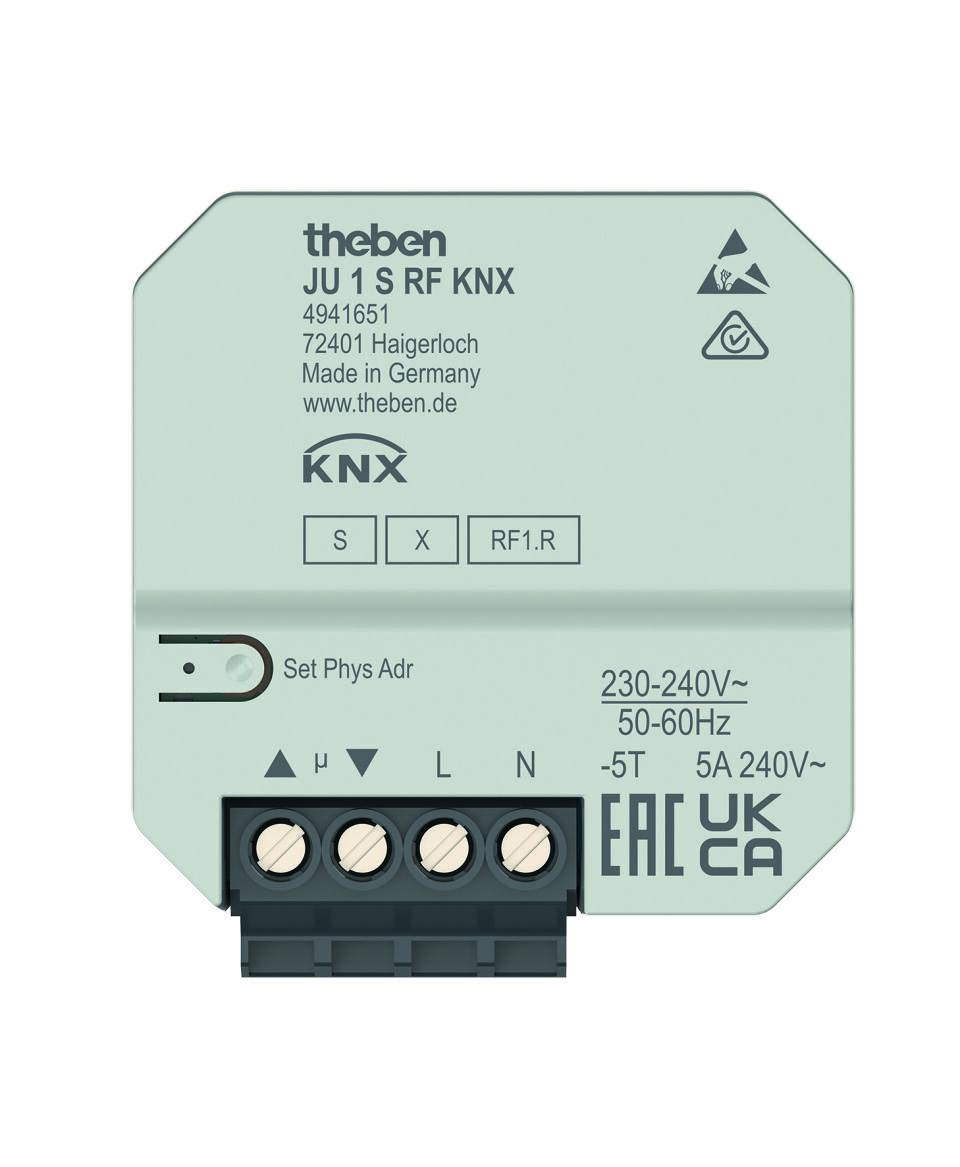 theben
JU 1 S RF KNX
4941651
72401 Haigerloch
Made in Germany
www.theben.de
KNX
S X RF1.R
Set Phys Adr
230-240V~
50-60Hz
▲ µ ▼ L N
-5T 5A 240V~
EAC UK CA